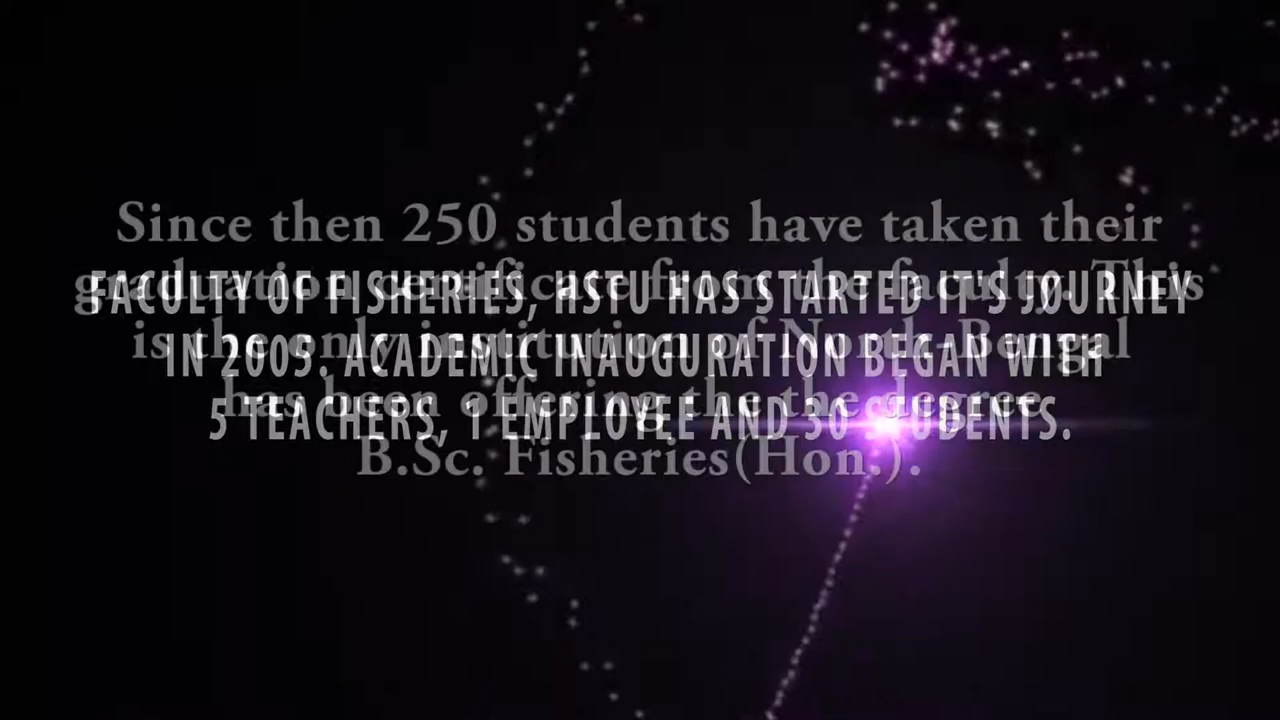 FACULTY OF FISHERIES, HSTU HAS STARTED IT'S JOURNEY
IN 2005. ACADEMIC INAUGURATION BEGAN WITH
5 TEACHERS, 1 EMPLOYEE AND 30 STUDENTS.
Since then 250 students have taken their
graduation certificate from the faculty. This
is the only institution of North-Bengal
has been offering the the degree
B.Sc. Fisheries(Hon.).